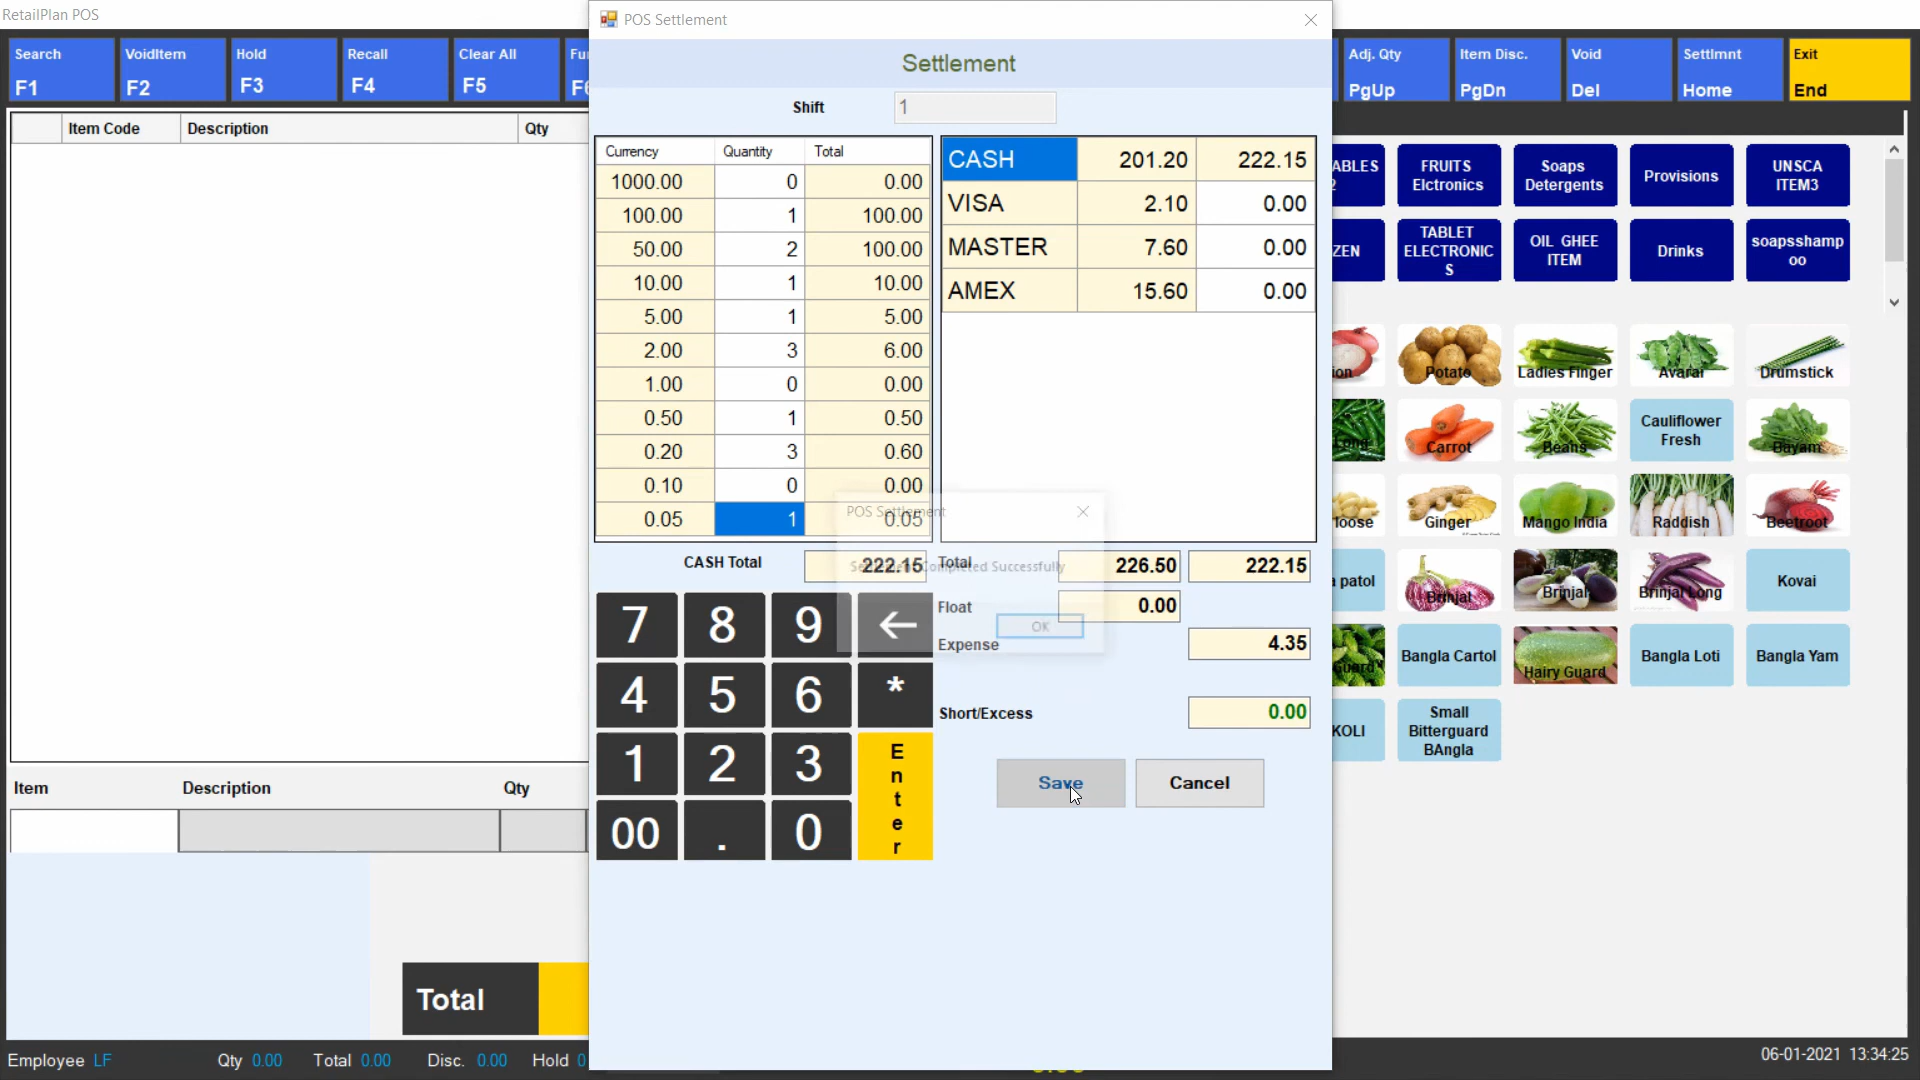 RetailPlan POS
Search
F1
VoidItem
F2
Hold
F3
Recall
F4
Clear All
F5
Adj. Qty
PgUp
Item Disc.
PgDn
Void
Del
Settlmnt
Home
Exit
End
Item Code Description Qty
POS Settlement
Settlement
Shift 1
Currency Quantity Total
1000.00 0 0.00
100.00 1 100.00
50.00 2 100.00
10.00 1 10.00
5.00 1 5.00
2.00 3 6.00
1.00 0 0.00
0.50 1 0.50
0.20 3 0.60
0.10 0 0.00
0.05 1 0.05
CASH 201.20 222.15
VISA 2.10 0.00
MASTER 7.60 0.00
AMEX 15.60 0.00
POS Settlement
Settlement Completed Successfully
OK
CASH Total 222.15
Total 226.50 222.15
Float 0.00
Expense 4.35
Short/Excess 0.00
Save Cancel
7 8 9 ←
4 5 6 *
1 2 3
00 . 0
E
n
t
e
r
FRUITS
Elctronics
Soaps
Detergents
Provisions
UNSCA
ITEM3
TABLET
ELECTRONIC
S
OIL GHEE
ITEM
Drinks
soapsshamp
oo
Potato
Ladies Finger
Avarai
Drumstick
Carrot
Beans
Cauliflower
Fresh
Bayam
Ginger
Mango India
Raddish
Beetroot
patol
Brinjal
Brinjal
Brinjal Long
Kovai
Bangla Cartol
Hairy Guard
Bangla Loti
Bangla Yam
KOLI
Small
Bitterguard
BAngla
Item Description Qty
Total
Employee LF Qty 0.00 Total 0.00 Disc. 0.00 Hold 0
06-01-2021 13:34:25